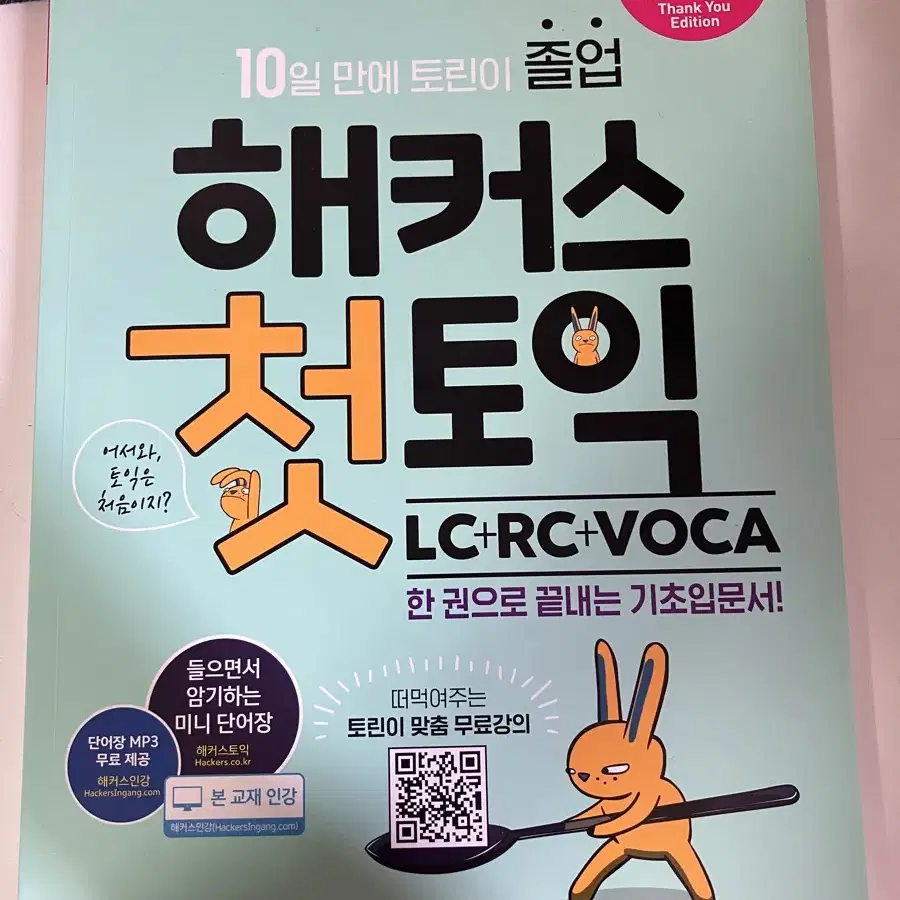 Thank You
Edition
10일 만에 토린이 졸업
해커스
첫토익
어서와,
토익은
처음이지?
LC+RC+VOCA
한 권으로 끝내는 기초입문서!
들으면서
암기하는
미니 단어장
해커스토익
Hackers.co.kr
단어장 MP3
무료 제공
해커스인강
HackersIngang.com
본 교재 인강
해커스인강(HackersIngang.com)
떠먹여주는
토린이 맞춤 무료강의